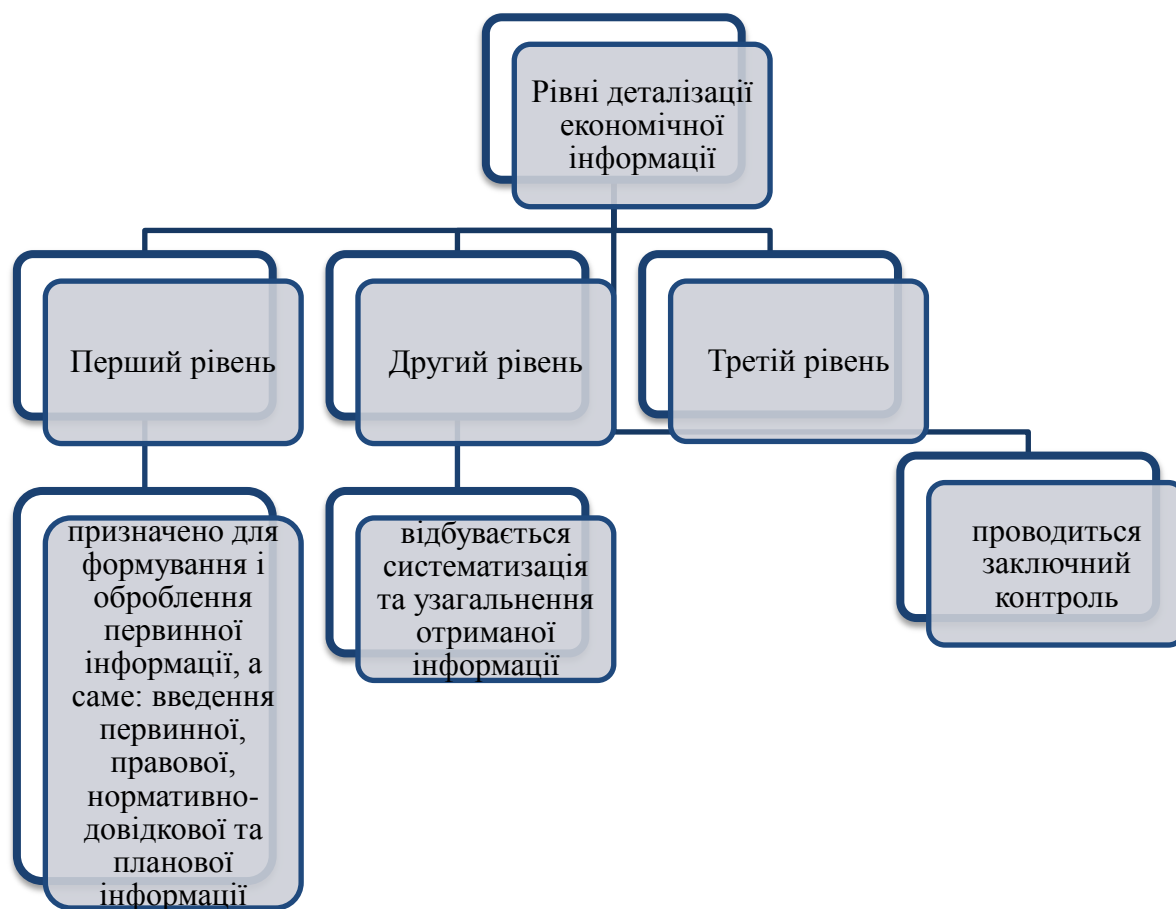 Рівні деталізації
економічної
інформації
Перший рівень
Другий рівень
Третій рівень
призначено для
формування і
оброблення
первинної
інформації, а
саме: введення
первинної,
правової,
нормативно-
довідкової та
планової
інформації
відбувається
систематизація
та узагальнення
отриманої
інформації
проводиться
заключний
контроль